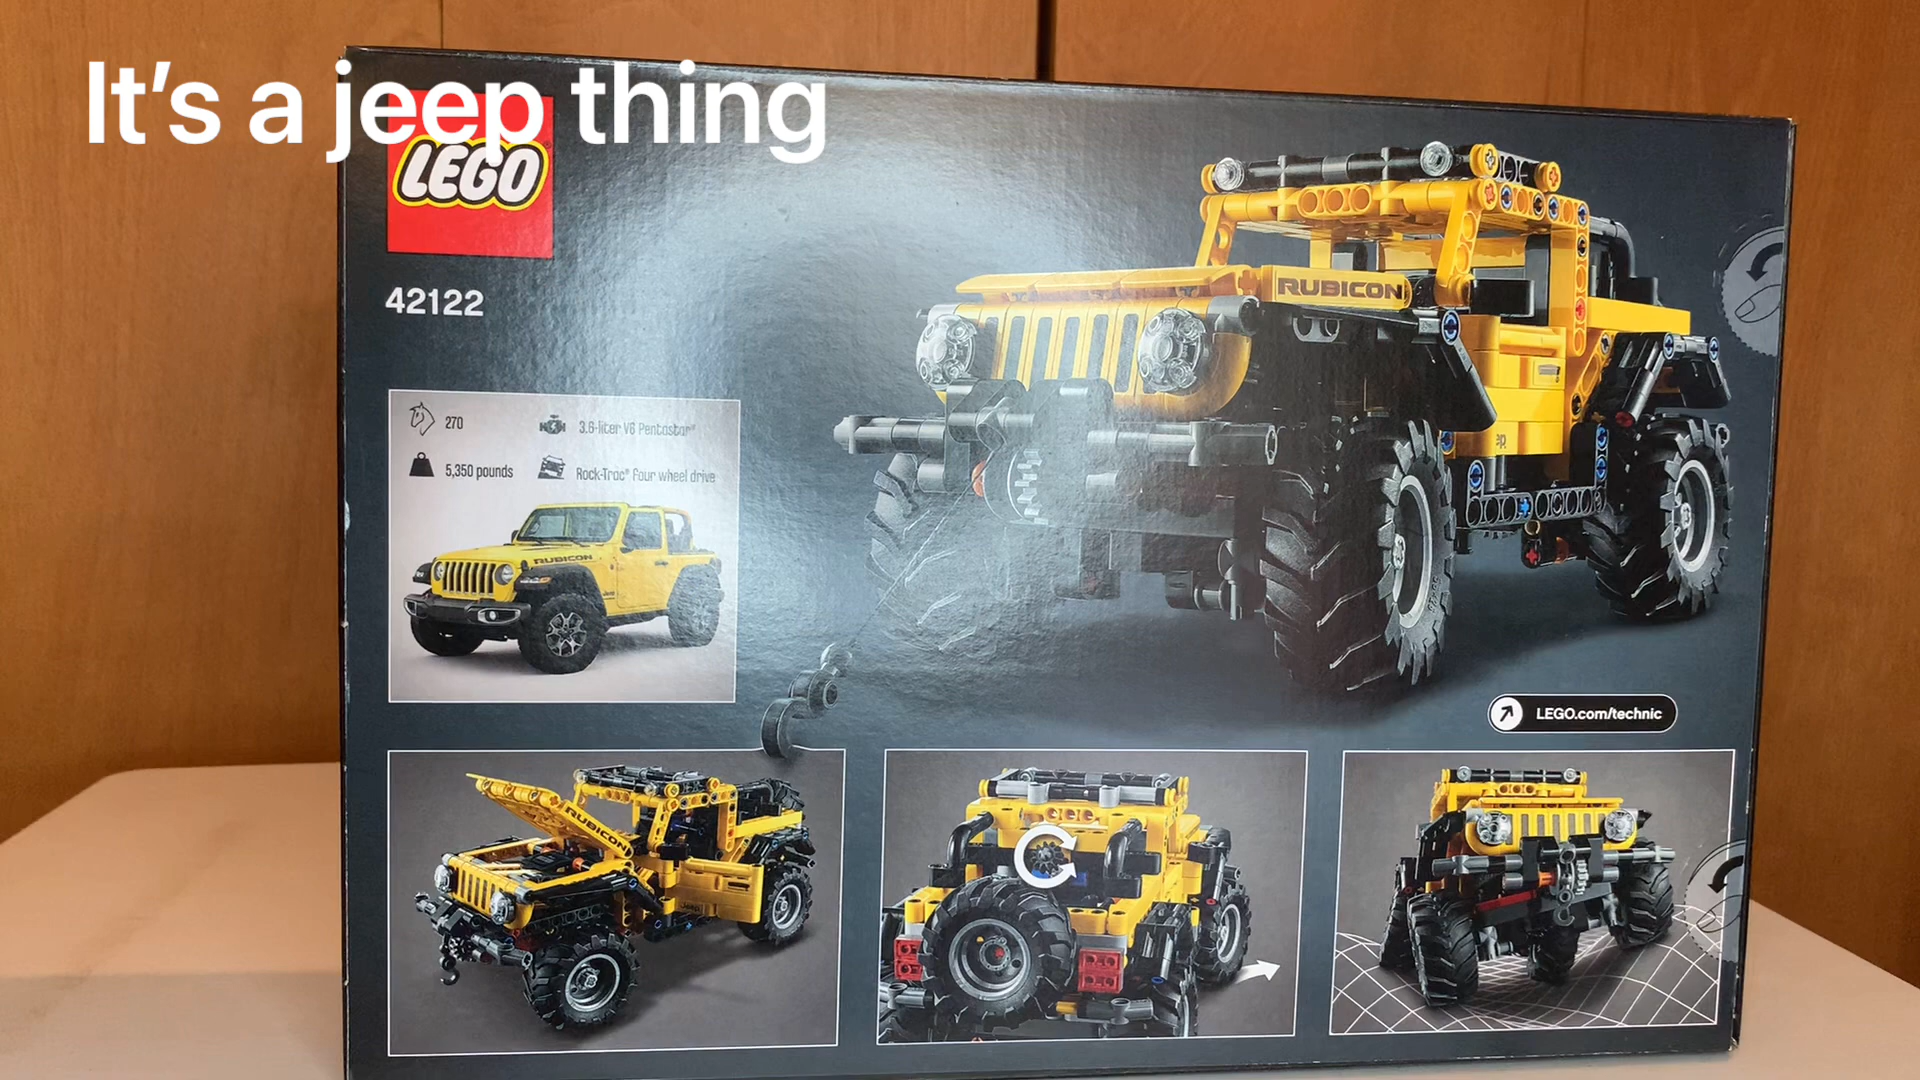 It's a jeep thing
LEGO
42122
270
3.6-liter V6 Pentastar®
5,350 pounds
Rock-Trac® four wheel drive
RUBICON
RUBICON
LEGO.com/technic
RUBICON
Jeep